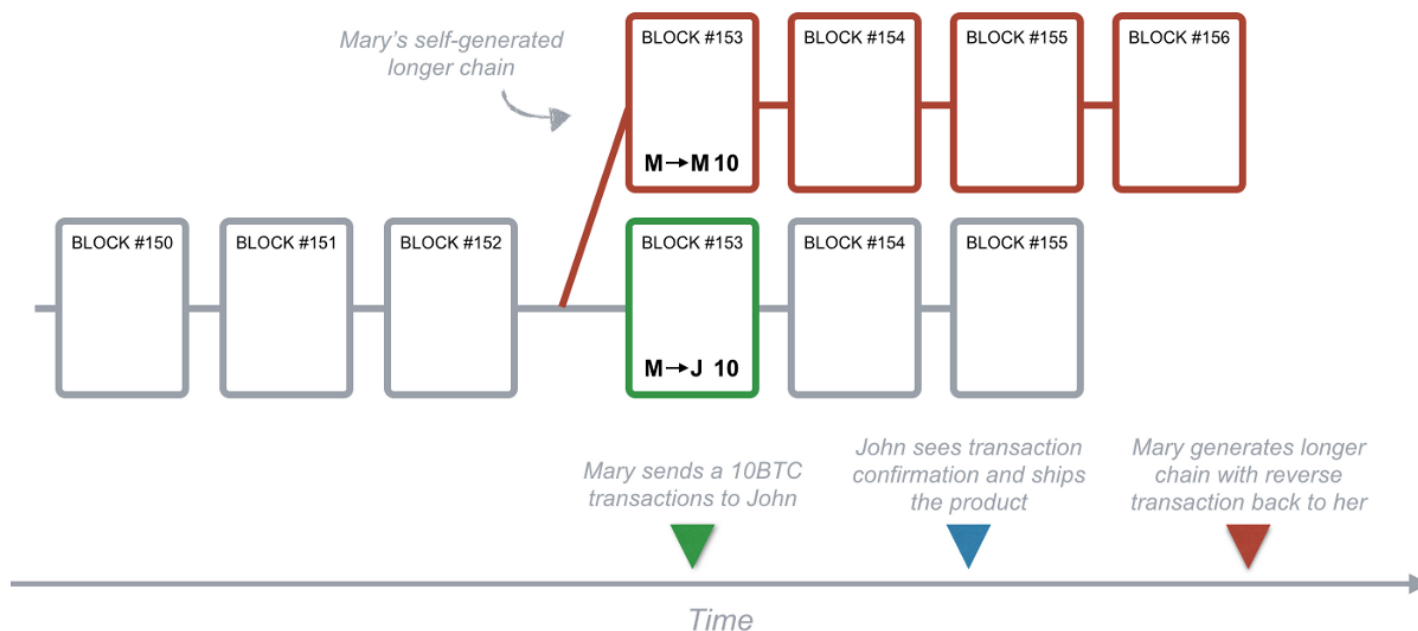 Mary's self-generated
longer chain
BLOCK #153
BLOCK #154
BLOCK #155
BLOCK #156
M→M 10
BLOCK #150
BLOCK #151
BLOCK #152
BLOCK #153
BLOCK #154
BLOCK #155
M→J 10
Mary sends a 10BTC
transactions to John
John sees transaction
confirmation and ships
the product
Mary generates longer
chain with reverse
transaction back to her
Time